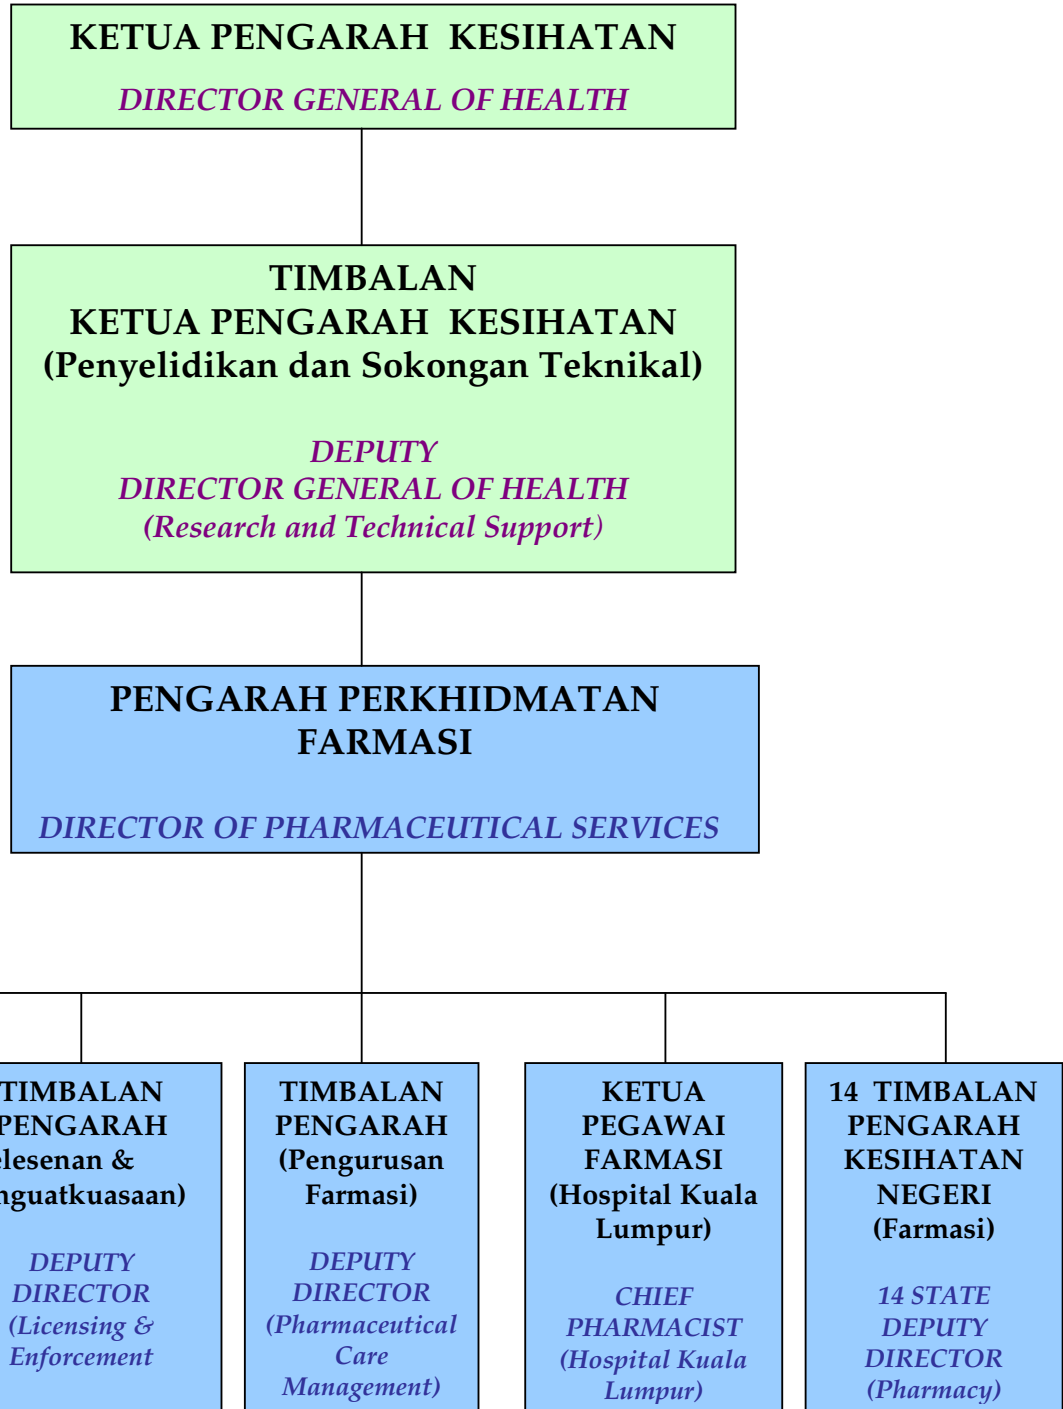 KETUA PENGARAH KESIHATAN
DIRECTOR GENERAL OF HEALTH
TIMBALAN
KETUA PENGARAH KESIHATAN
(Penyelidikan dan Sokongan Teknikal)
DEPUTY
DIRECTOR GENERAL OF HEALTH
(Research and Technical Support)
PENGARAH PERKHIDMATAN
FARMASI
DIRECTOR OF PHARMACEUTICAL SERVICES
TIMBALAN
PENGARAH
elesenan &
nguatkuasaan)
DEPUTY
DIRECTOR
(Licensing &
Enforcement
TIMBALAN
PENGARAH
(Pengurusan
Farmasi)
DEPUTY
DIRECTOR
(Pharmaceutical
Care
Management)
KETUA
PEGAWAI
FARMASI
(Hospital Kuala
Lumpur)
CHIEF
PHARMACIST
(Hospital Kuala
Lumpur)
14 TIMBALAN
PENGARAH
KESIHATAN
NEGERI
(Farmasi)
14 STATE
DEPUTY
DIRECTOR
(Pharmacy)